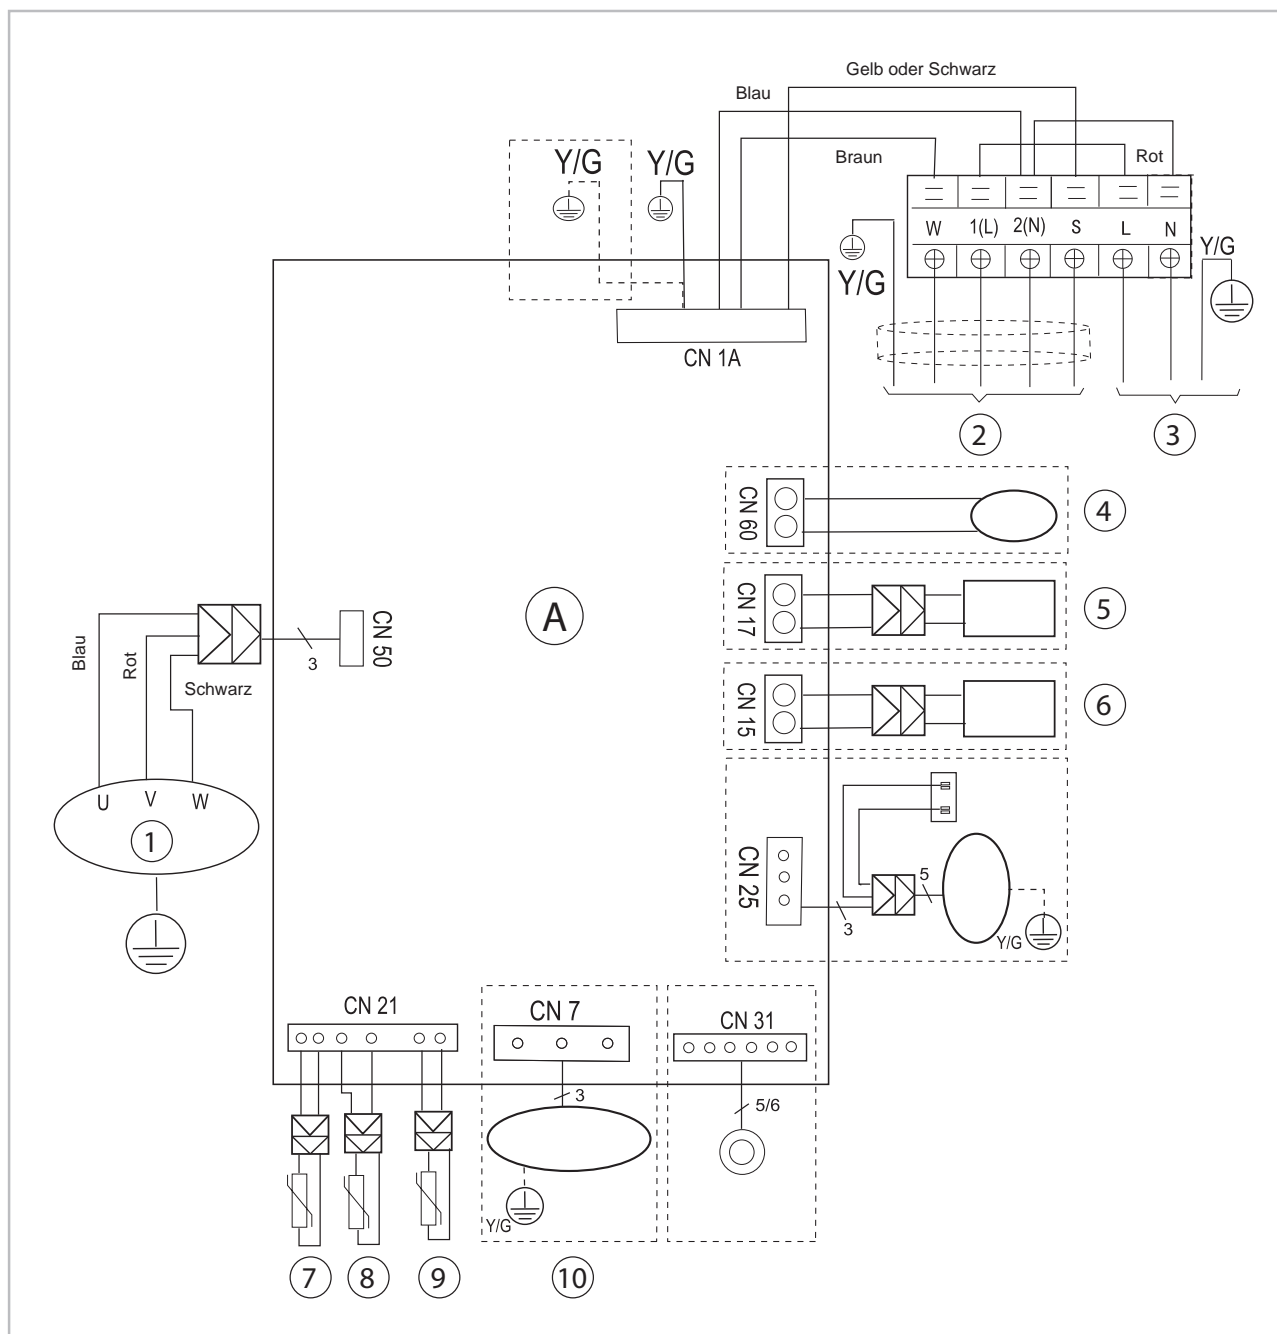 Gelb oder Schwarz
Blau
Braun
Rot
Y/G
Y/G
W 1(L) 2(N) S L N
Y/G
Y/G
CN 1A
2
3
CN 60
4
A
CN 17
5
Blau
Rot
Schwarz
3
CN 50
CN 15
6
U V W
1
CN 25
3
5
Y/G
CN 21
CN 7
CN 31
3
5/6
Y/G
7
8
9
10